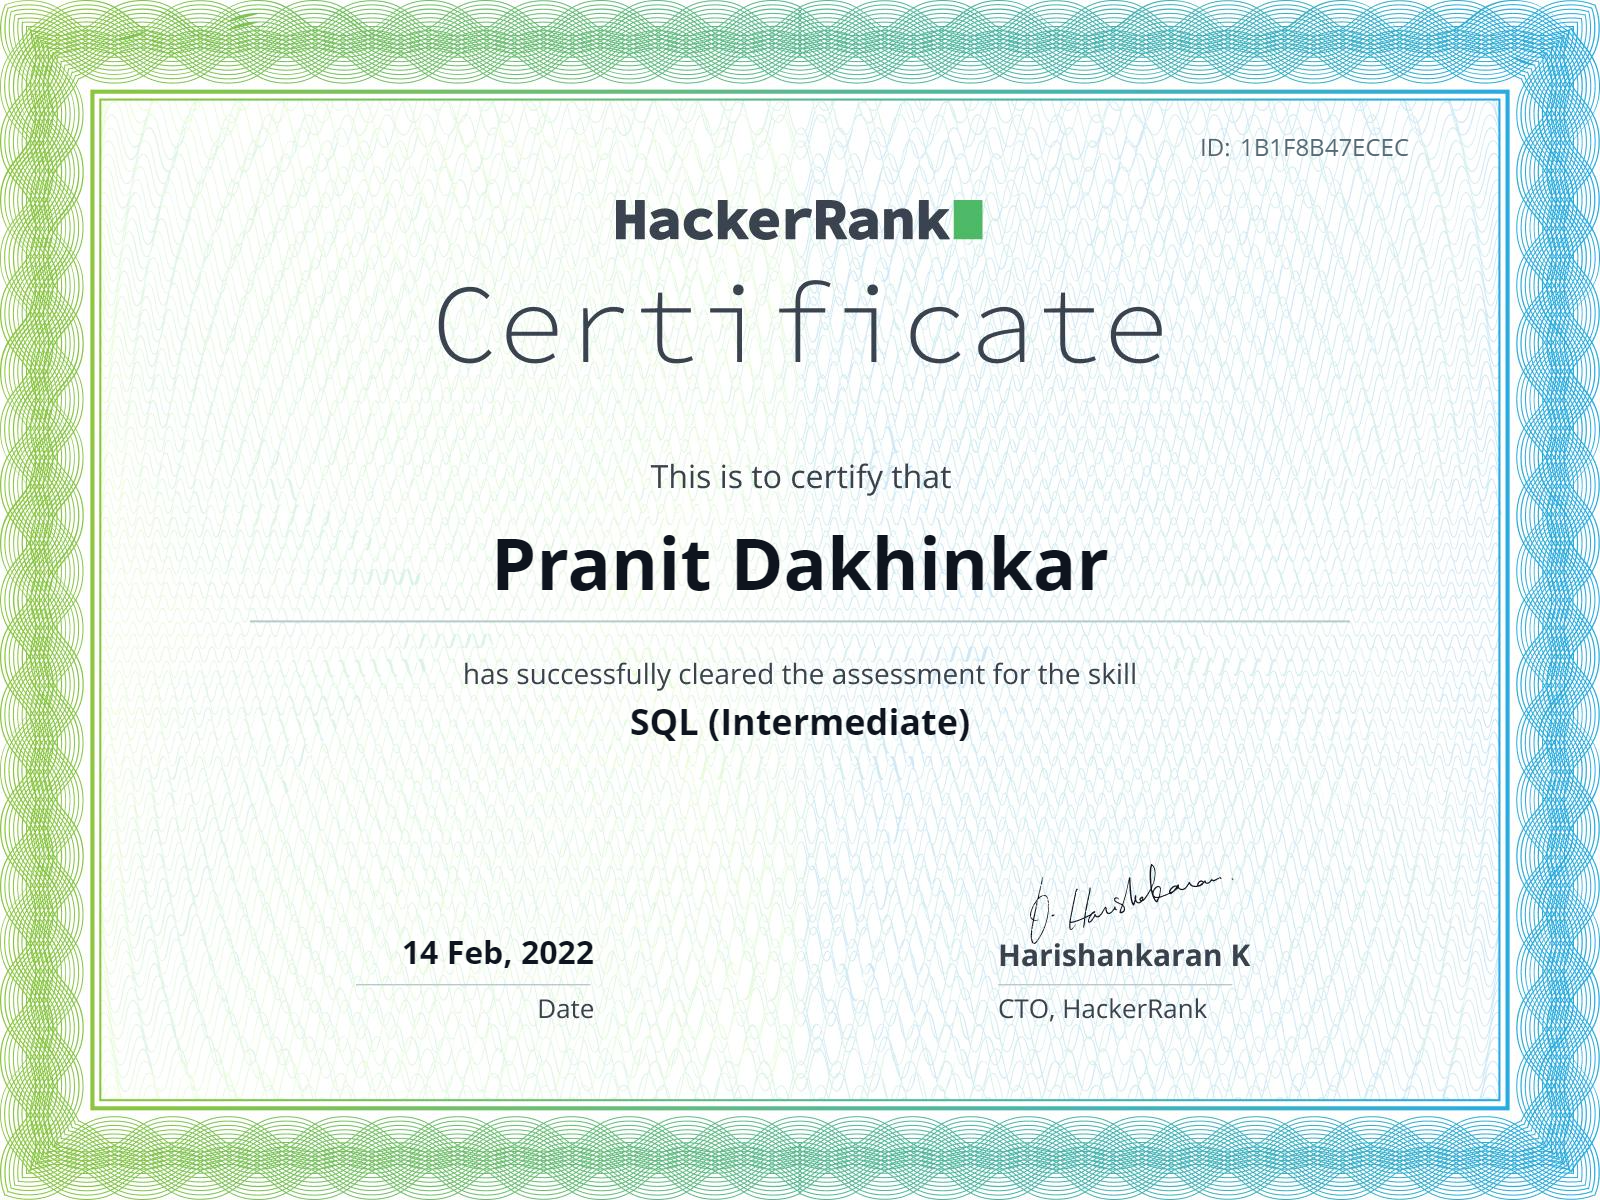 ID: 1B1F8B47ECEC
HackerRank
Certificate
This is to certify that
Pranit Dakhinkar
has successfully cleared the assessment for the skill
SQL (Intermediate)
14 Feb, 2022
Date
J. Harishankaran
Harishankaran K
CTO, HackerRank